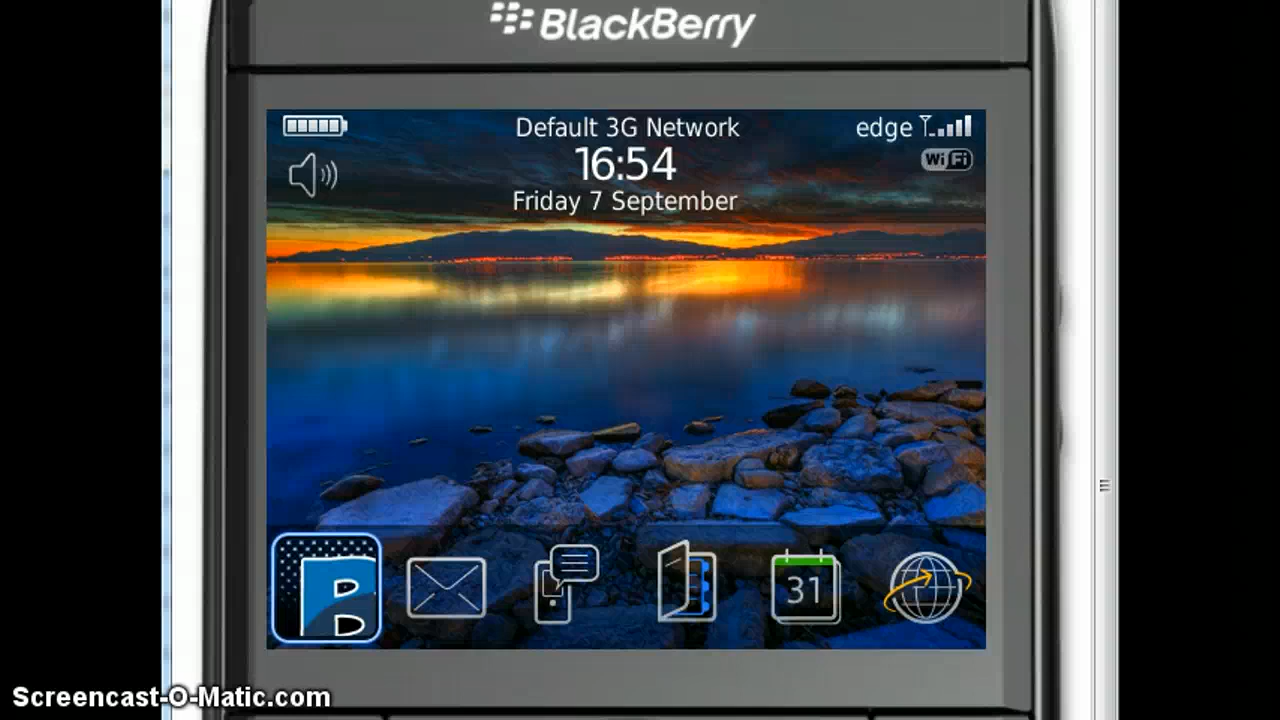 BlackBerry
Default 3G Network
edge
16:54
WiFi
Friday 7 September
B
31
Screencast-O-Matic.com